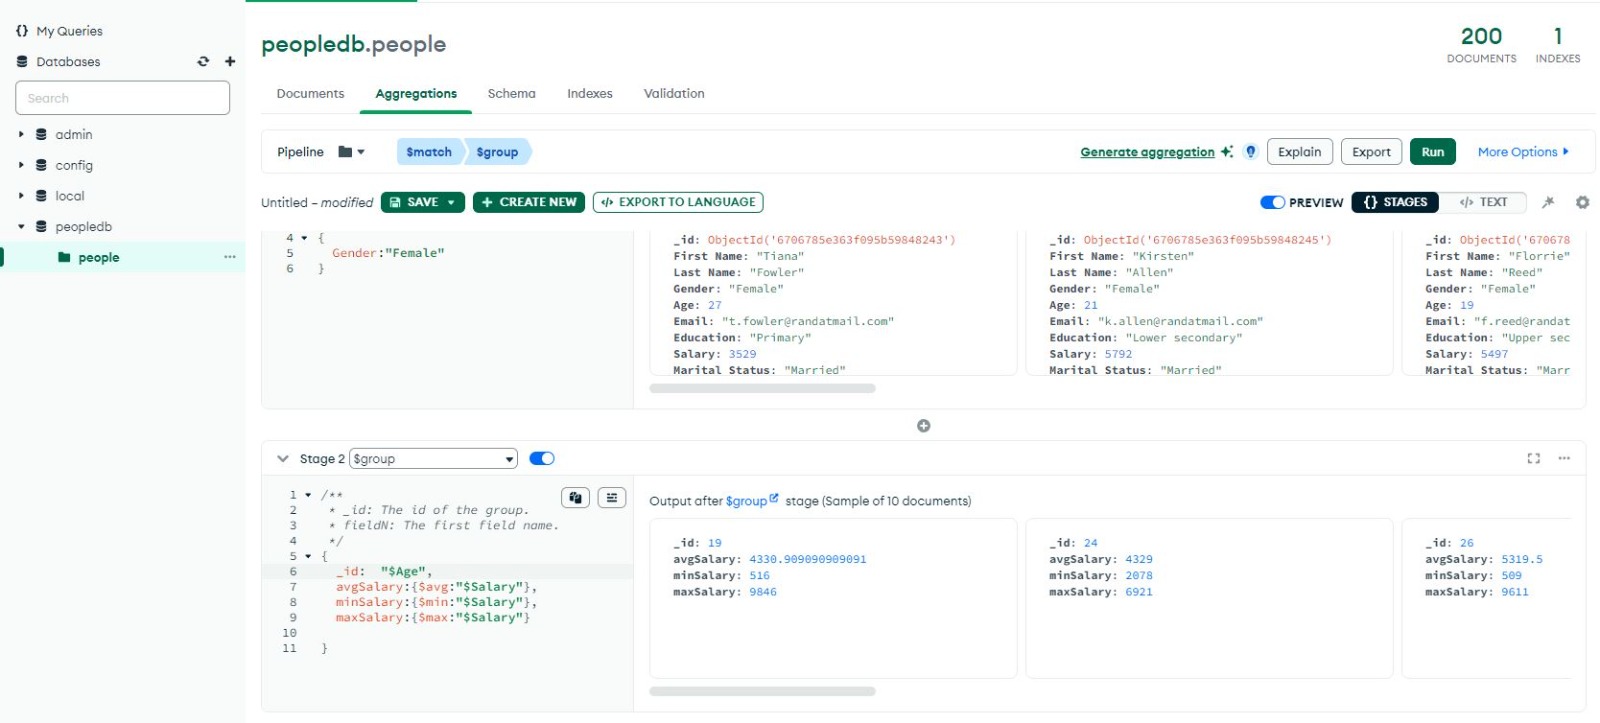 {} My Queries
Databases
Search
admin
config
local
peopledb
people
peopledb.people
200
DOCUMENTS
1
INDEXES
Documents
Aggregations
Schema
Indexes
Validation
Pipeline
$match
$group
Generate aggregation
Explain
Export
Run
More Options
Untitled – modified
SAVE
+ CREATE NEW
</> EXPORT TO LANGUAGE
PREVIEW
{} STAGES
</> TEXT
4 {
5 Gender:"Female"
6 }
_id: ObjectId('6706785e363f095b59848243')
First Name: "Tiana"
Last Name: "Fowler"
Gender: "Female"
Age: 27
Email: "t.fowler@randatmail.com"
Education: "Primary"
Salary: 3529
Marital Status: "Married"
_id: ObjectId('6706785e363f095b59848245')
First Name: "Kirsten"
Last Name: "Allen"
Gender: "Female"
Age: 21
Email: "k.allen@randatmail.com"
Education: "Lower secondary"
Salary: 5792
Marital Status: "Married"
_id: ObjectId('670678
First Name: "Florrie"
Last Name: "Reed"
Gender: "Female"
Age: 19
Email: "f.reed@randat
Education: "Upper sec
Salary: 5497
Marital Status: "Marr
Stage 2
$group
1 /**
2 * _id: The id of the group.
3 * fieldN: The first field name.
4 */
5 {
6 _id: "$Age",
7 avgSalary:{$avg:"$Salary"},
8 minSalary:{$min:"$Salary"},
9 maxSalary:{$max:"$Salary"}
10
11 }
Output after $group stage (Sample of 10 documents)
_id: 19
avgSalary: 4330.909090909091
minSalary: 516
maxSalary: 9846
_id: 24
avgSalary: 4329
minSalary: 2078
maxSalary: 6921
_id: 26
avgSalary: 5319.5
minSalary: 509
maxSalary: 9611